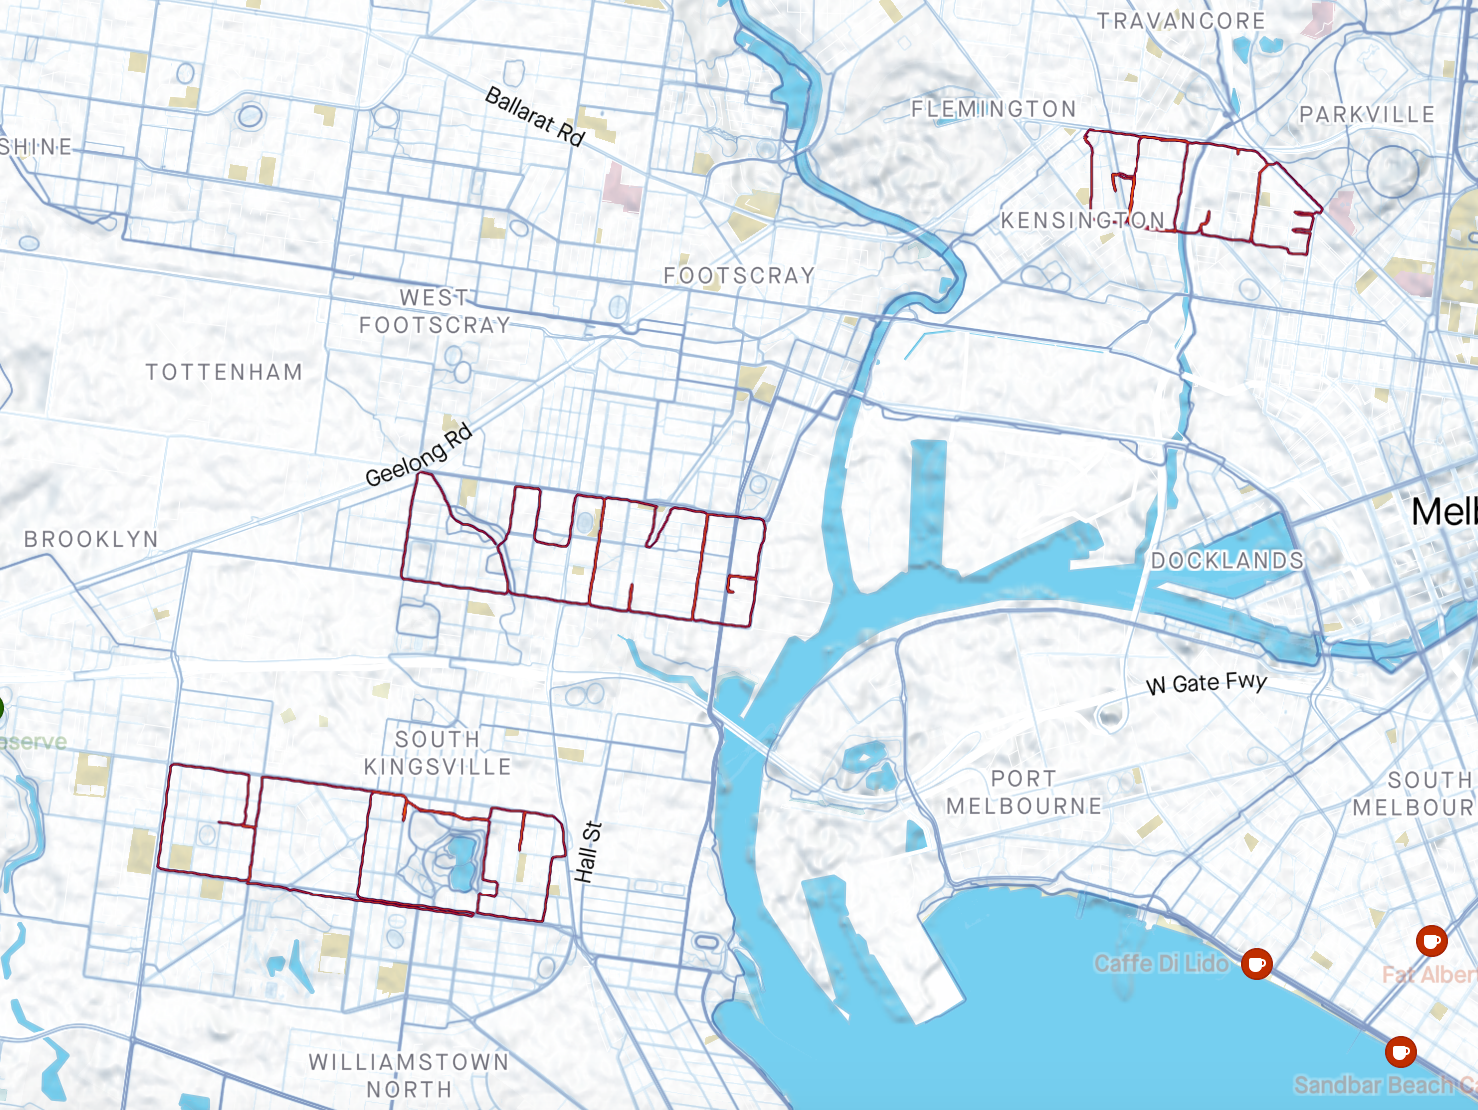 TRAVANCORE
Ballarat Rd
FLEMINGTON
PARKVILLE
SHINE
KENSINGTON
FOOTSCRAY
WEST
FOOTSCRAY
TOTTENHAM
Geelong Rd
Melb
BROOKLYN
DOCKLANDS
W Gate Fwy
eserve
SOUTH
KINGSVILLE
PORT
MELBOURNE
SOUTH
MELBOUR
Hall St
Caffe Di Lido
Fat Alber
WILLIAMSTOWN
NORTH
Sandbar Beach Ca